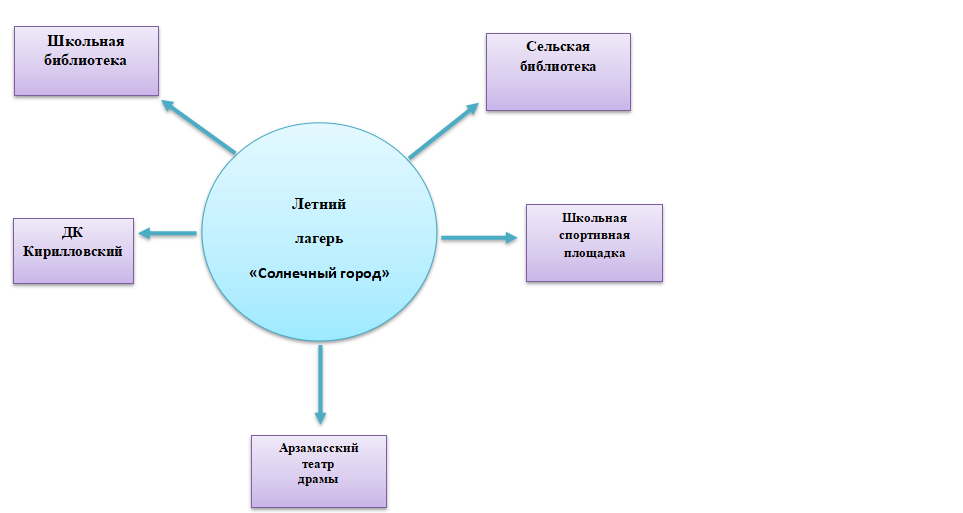 Школьная
библиотека
Сельская
библиотека
Летний
лагерь
«Солнечный город»
ДК
Кирилловский
Школьная
спортивная
площадка
Арзамасский
театр
драмы